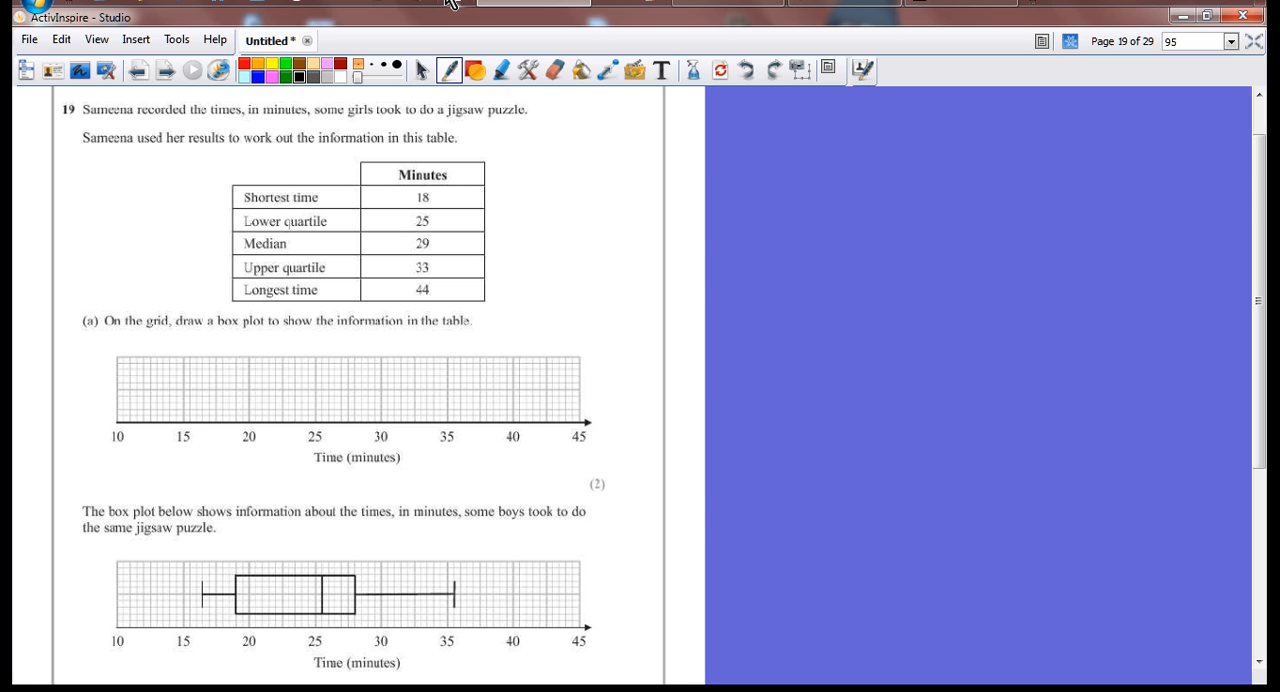 ActivInspire - Studio
File Edit View Insert Tools Help Untitled * Page 19 of 29 95
19 Sameena recorded the times, in minutes, some girls took to do a jigsaw puzzle.
Sameena used her results to work out the information in this table.
Minutes
Shortest time 18
Lower quartile 25
Median 29
Upper quartile 33
Longest time 44
(a) On the grid, draw a box plot to show the information in the table.
10 15 20 25 30 35 40 45
Time (minutes)
(2)
The box plot below shows information about the times, in minutes, some boys took to do
the same jigsaw puzzle.
10 15 20 25 30 35 40 45
Time (minutes)